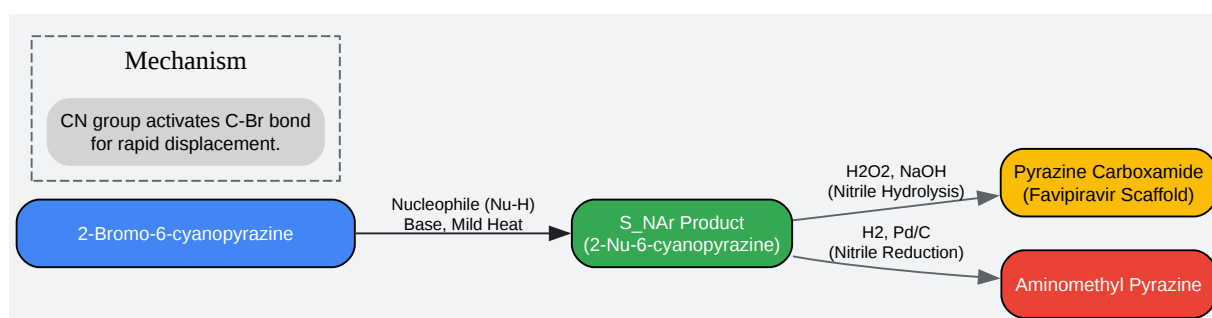 Mechanism
CN group activates C-Br bond
for rapid displacement.
2-Bromo-6-cyanopyrazine
Nucleophile (Nu-H)
Base, Mild Heat
S_NAr Product
(2-Nu-6-cyanopyrazine)
H2O2, NaOH
(Nitrile Hydrolysis)
Pyrazine Carboxamide
(Favipiravir Scaffold)
H2, Pd/C
(Nitrile Reduction)
Aminomethyl Pyrazine